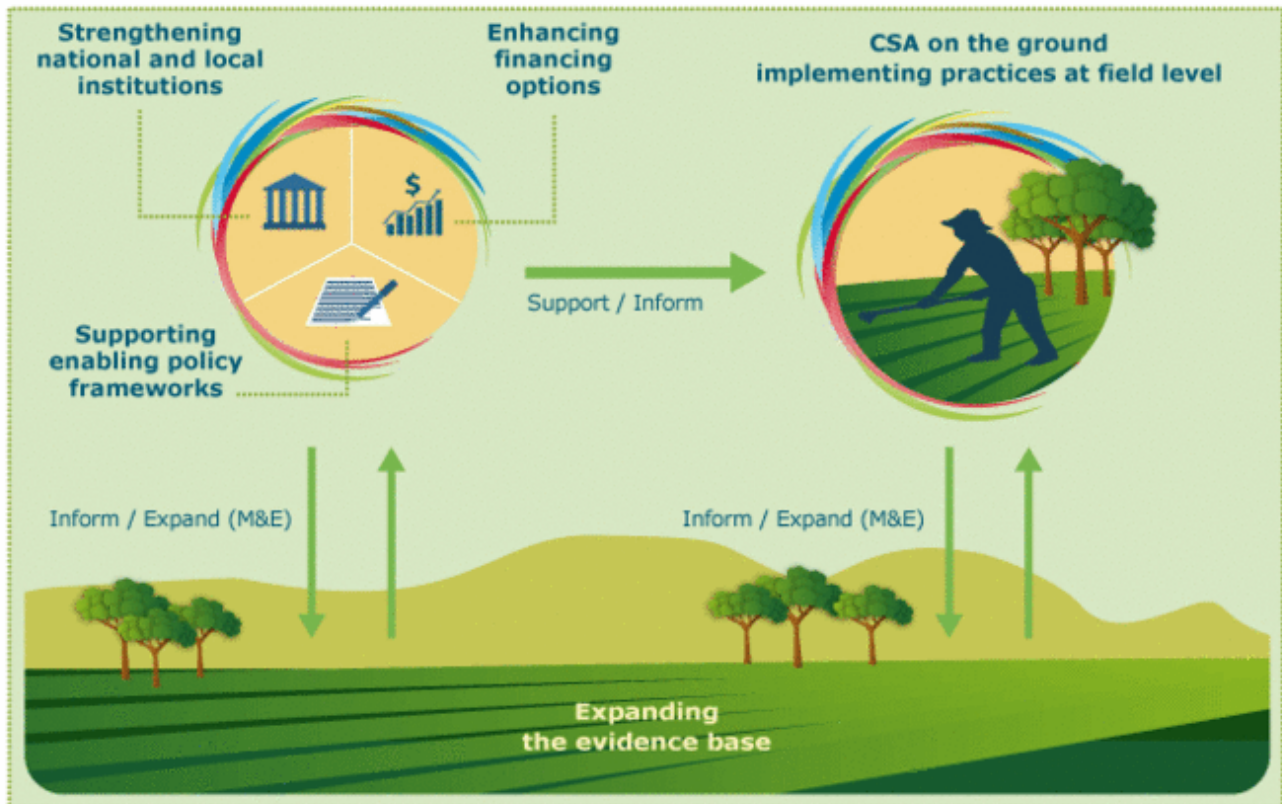 Strengthening
national and local
institutions
Enhancing
financing
options
CSA on the ground
implementing practices at field level
$
Support / Inform
Supporting
enabling policy
frameworks
Inform / Expand (M&E)
Inform / Expand (M&E)
Expanding
the evidence base